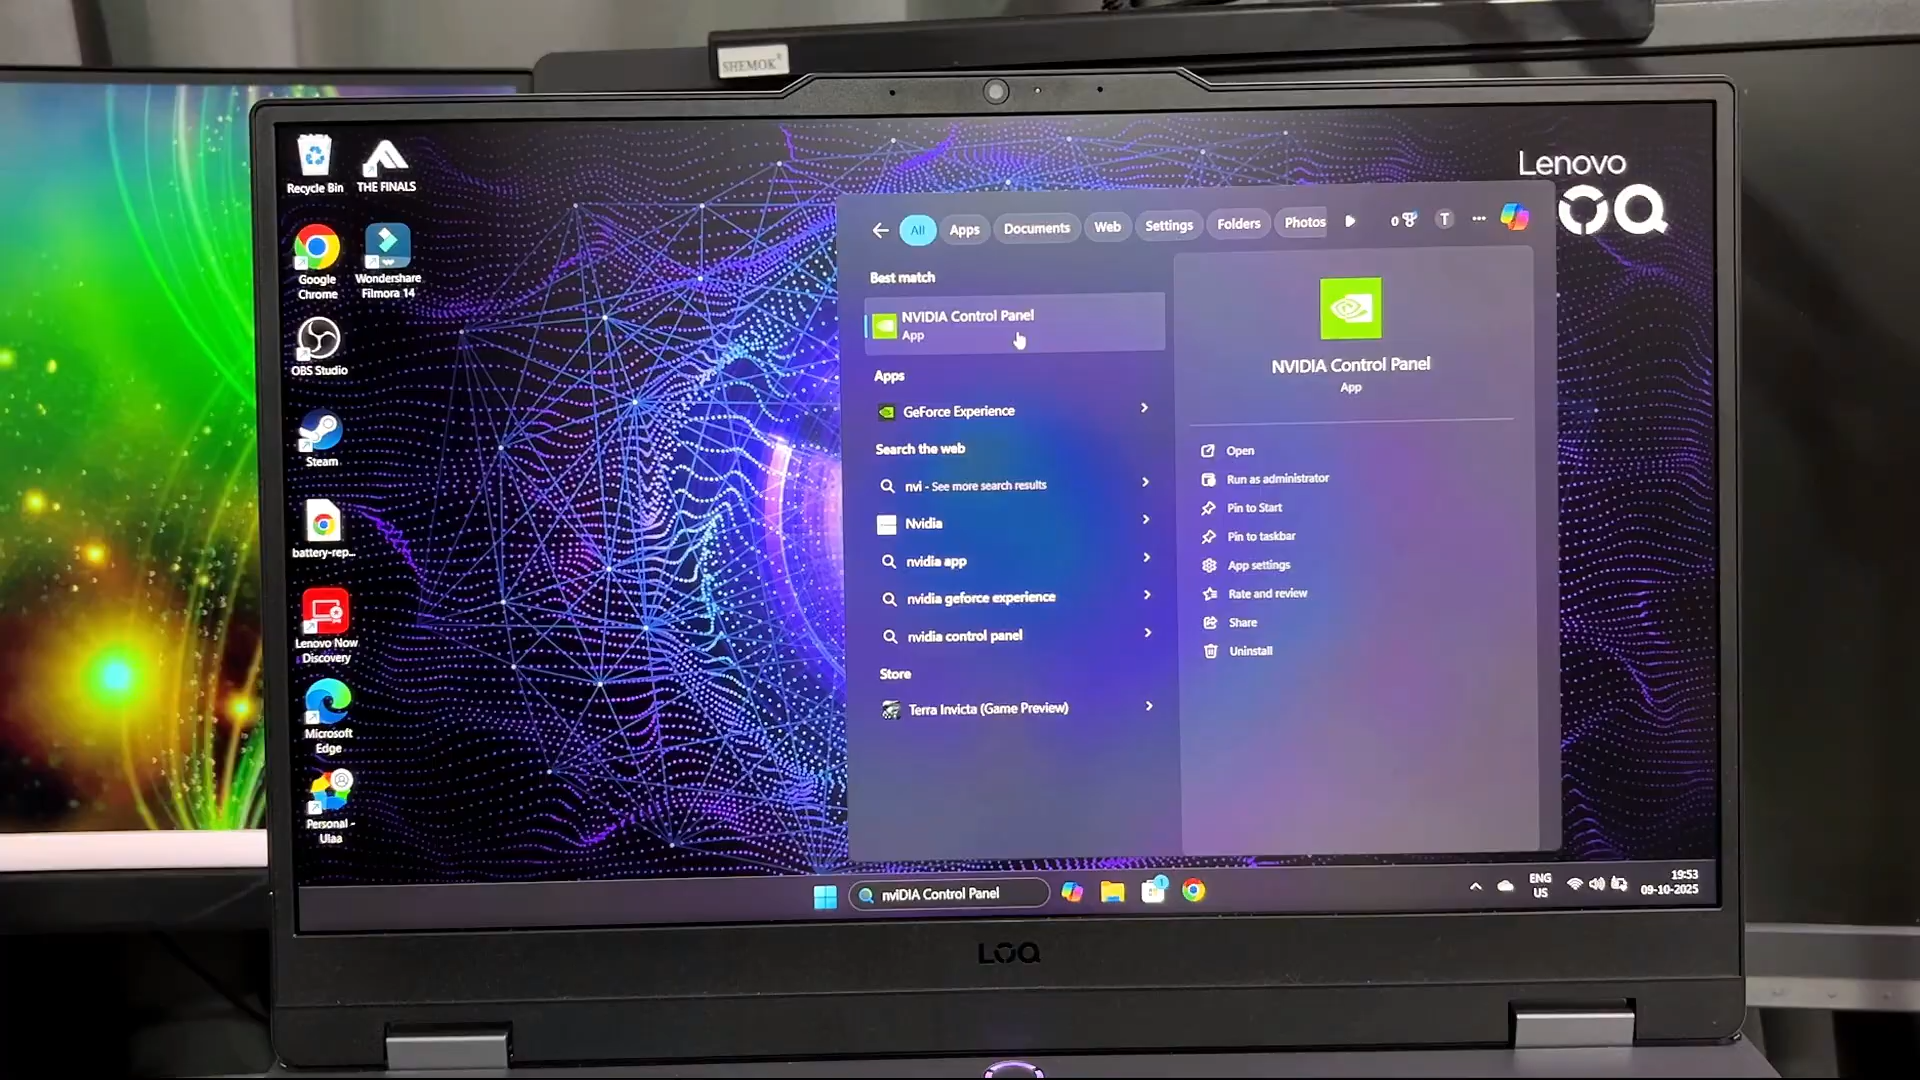 SHEMOK
Lenovo
LOQ
Recycle Bin
THE FINALS
Google
Chrome
Wondershare
Filmora 14
OBS Studio
Steam
battery-rep...
Lenovo Now
Discovery
Microsoft
Edge
Personal -
Ulaa
All
Apps
Documents
Web
Settings
Folders
Photos
0
T
Best match
NVIDIA Control Panel
App
Apps
GeForce Experience
Search the web
nvi - See more search results
Nvidia
nvidia app
nvidia geforce experience
nvidia control panel
Store
Terra Invicta (Game Preview)
NVIDIA Control Panel
App
Open
Run as administrator
Pin to Start
Pin to taskbar
App settings
Rate and review
Share
Uninstall
nviDIA Control Panel
1
ENG
US
19:53
09-10-2025
LOQ